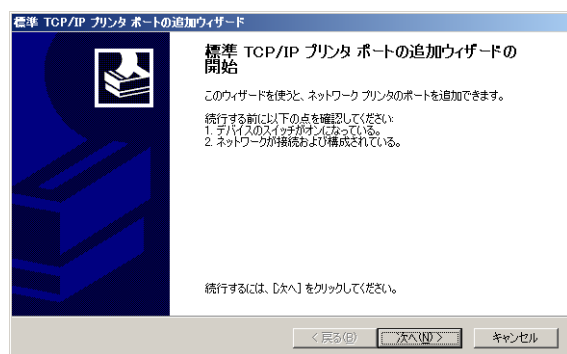 標準 TCP/IP プリンタ ポートの追加ウィザード
標準 TCP/IP プリンタ ポートの追加ウィザードの
開始
このウィザードを使うと、ネットワーク プリンタのポートを追加できます。
続行する前に以下の点を確認してください:
1. デバイスのスイッチがオンになっている。
2. ネットワークが接続および構成されている。
続行するには、[次へ] をクリックしてください。
< 戻る(B)
次へ(N) >
キャンセル